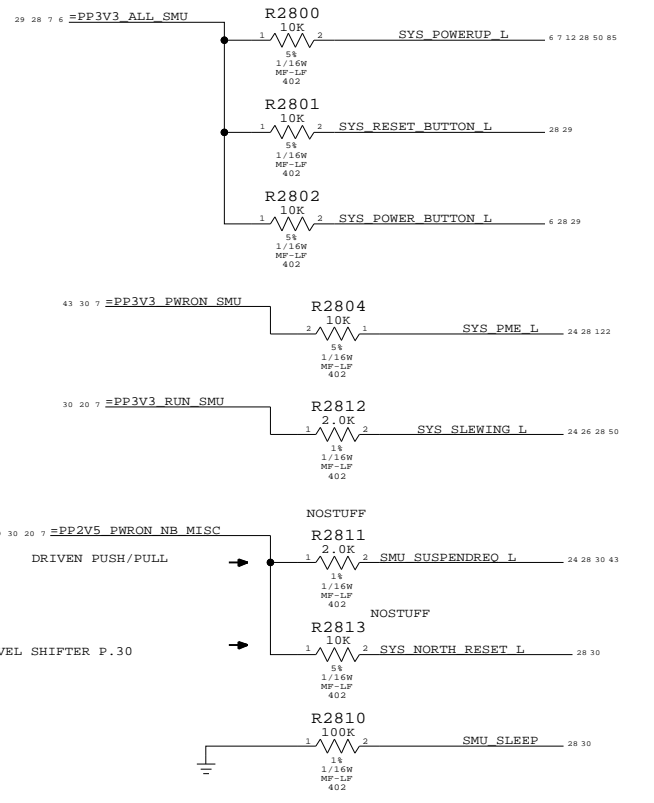 R2800
29 28 7 6 =PP3V3_ALL_SMU
10K
1 2 SYS_POWERUP_L 6 7 12 28 50 85
5%
1/16W
MF-LF
402
R2801
10K
1 2 SYS_RESET_BUTTON_L 28 29
5%
1/16W
MF-LF
402
R2802
10K
1 2 SYS_POWER_BUTTON_L 6 28 29
5%
1/16W
MF-LF
402
43 30 7 =PP3V3_PWRON_SMU
R2804
10K
2 1 SYS_PME_L 24 28 122
5%
1/16W
MF-LF
402
30 20 7 =PP3V3_RUN_SMU
R2812
2.0K
1 2 SYS_SLEWING_L 24 26 28 50
1%
1/16W
MF-LF
402
NOSTUFF
30 20 7 =PP2V5_PWRON_NB_MISC
R2811
2.0K
DRIVEN PUSH/PULL
1 2 SMU_SUSPENDREQ_L 24 28 30 43
1%
1/16W
MF-LF
402
NOSTUFF
R2813
10K
VEL SHIFTER P.30
1 2 SYS_NORTH_RESET_L 28 30
5%
1/16W
MF-LF
402
R2810
100K
1 2 SMU_SLEEP 28 30
1%
1/16W
MF-LF
402